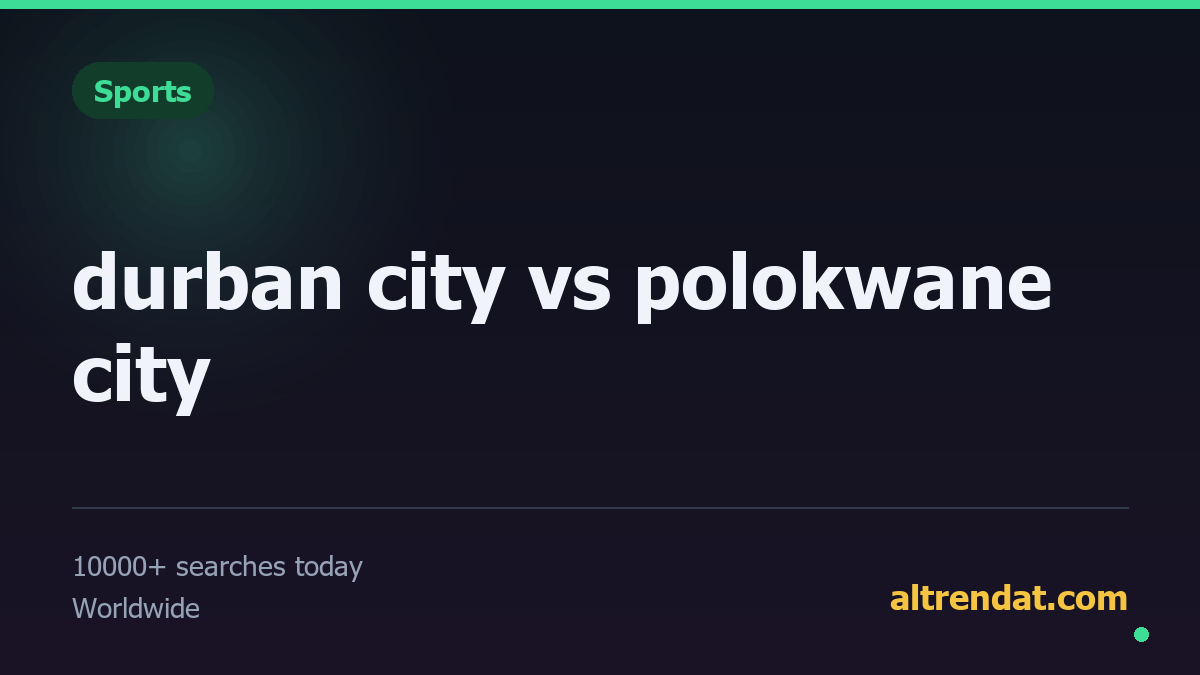 Sports
durban city vs polokwane
city
10000+ searches today
Worldwide
altrendat.com